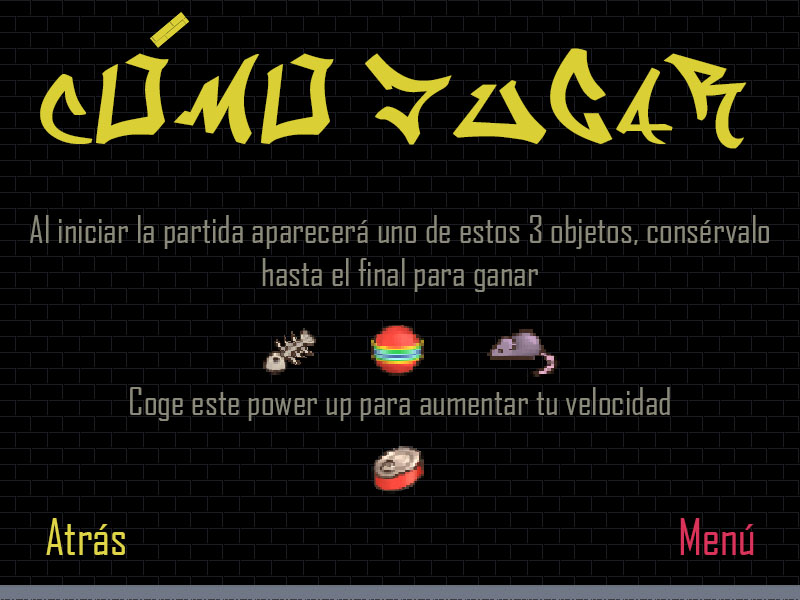 CÓMO JUGAR
Al iniciar la partida aparecerá uno de estos 3 objetos, consérvalo
hasta el final para ganar
Coge este power up para aumentar tu velocidad
Atrás
Menú